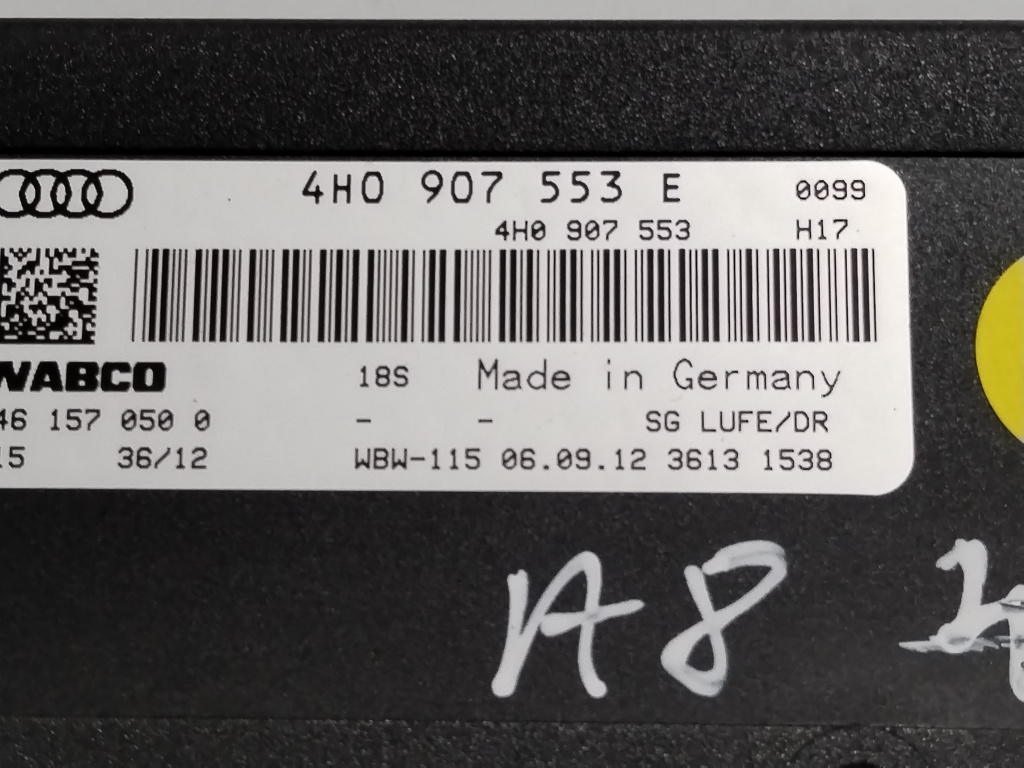 4H0 907 553 E 0099
4H0 907 553 H17
WABCO 18S Made in Germany
46 157 050 0 - - SG LUFE/DR
15 36/12 WBW-115 06.09.12 3613 1538
A8